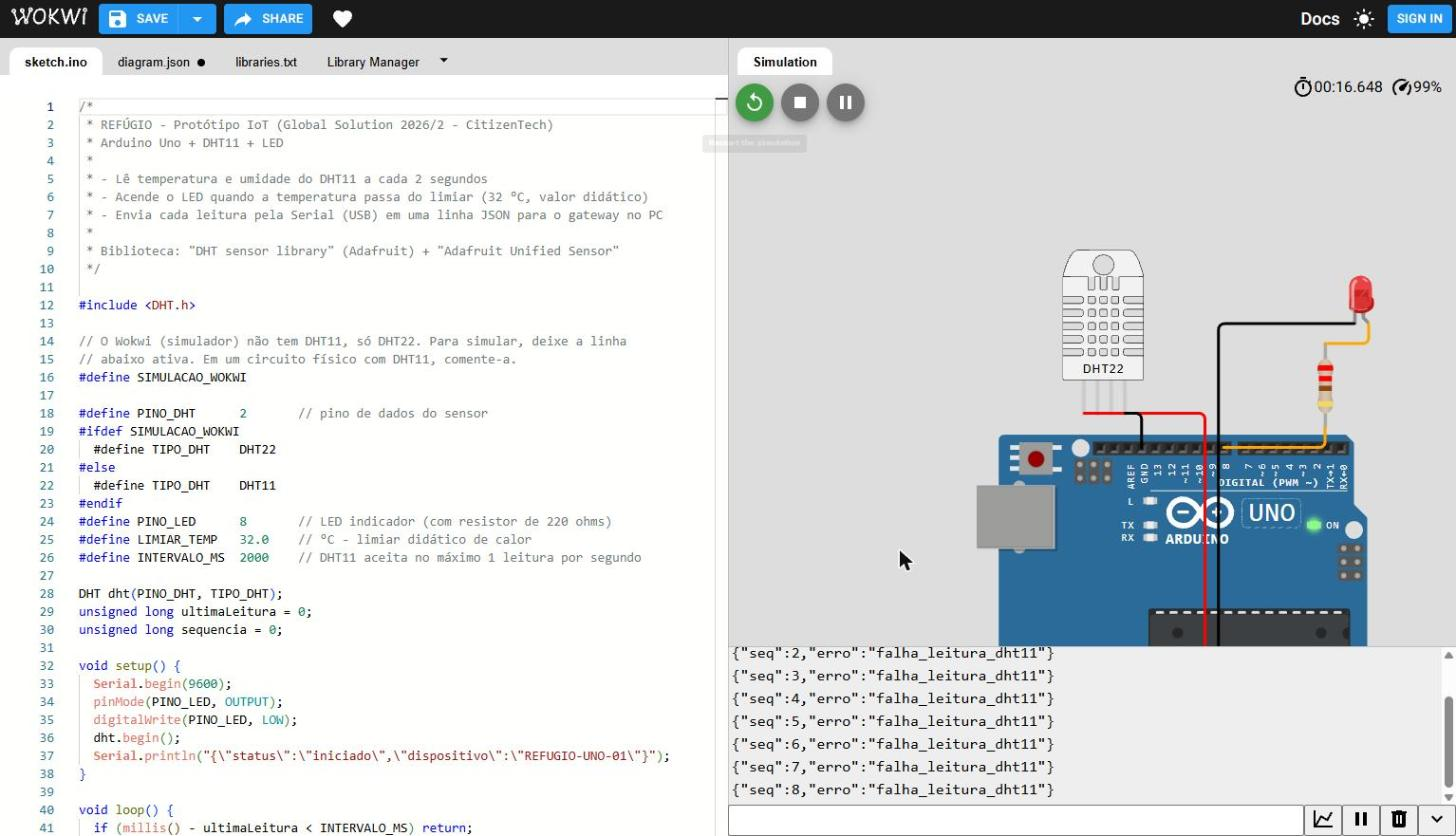 WOKWI
SAVE
SHARE
Docs
SIGN IN
sketch.ino
diagram.json
libraries.txt
Library Manager
1 /*
2 * REFÚGIO - Protótipo IoT (Global Solution 2026/2 - CitizenTech)
3 * Arduino Uno + DHT11 + LED
4 *
5 * - Lê temperatura e umidade do DHT11 a cada 2 segundos
6 * - Acende o LED quando a temperatura passa do limiar (32 °C, valor didático)
7 * - Envia cada leitura pela Serial (USB) em uma linha JSON para o gateway no PC
8 *
9 * Biblioteca: "DHT sensor library" (Adafruit) + "Adafruit Unified Sensor"
10 */
11
12 #include <DHT.h>
13
14 // O Wokwi (simulador) não tem DHT11, só DHT22. Para simular, deixe a linha
15 // abaixo ativa. Em um circuito físico com DHT11, comente-a.
16 #define SIMULACAO_WOKWI
17
18 #define PINO_DHT 2 // pino de dados do sensor
19 #ifdef SIMULACAO_WOKWI
20 #define TIPO_DHT DHT22
21 #else
22 #define TIPO_DHT DHT11
23 #endif
24 #define PINO_LED 8 // LED indicador (com resistor de 220 ohms)
25 #define LIMIAR_TEMP 32.0 // °C - limiar didático de calor
26 #define INTERVALO_MS 2000 // DHT11 aceita no máximo 1 leitura por segundo
27
28 DHT dht(PINO_DHT, TIPO_DHT);
29 unsigned long ultimaLeitura = 0;
30 unsigned long sequencia = 0;
31
32 void setup() {
33 Serial.begin(9600);
34 pinMode(PINO_LED, OUTPUT);
35 digitalWrite(PINO_LED, LOW);
36 dht.begin();
37 Serial.println("{\"status\":\"iniciado\",\"dispositivo\":\"REFUGIO-UNO-01\"}");
38 }
39
40 void loop() {
41 if (millis() - ultimaLeitura < INTERVALO_MS) return;
Simulation
00:16.648
99%
Restart the simulation
DHT22
AREF
GND
13
12
~11
~10
~9
8
7
~6
~5
4
~3
2
TX→1
RX←0
DIGITAL (PWM ~)
L
TX
RX
UNO
ON
ARDUINO
{"seq":2,"erro":"falha_leitura_dht11"}
{"seq":3,"erro":"falha_leitura_dht11"}
{"seq":4,"erro":"falha_leitura_dht11"}
{"seq":5,"erro":"falha_leitura_dht11"}
{"seq":6,"erro":"falha_leitura_dht11"}
{"seq":7,"erro":"falha_leitura_dht11"}
{"seq":8,"erro":"falha_leitura_dht11"}